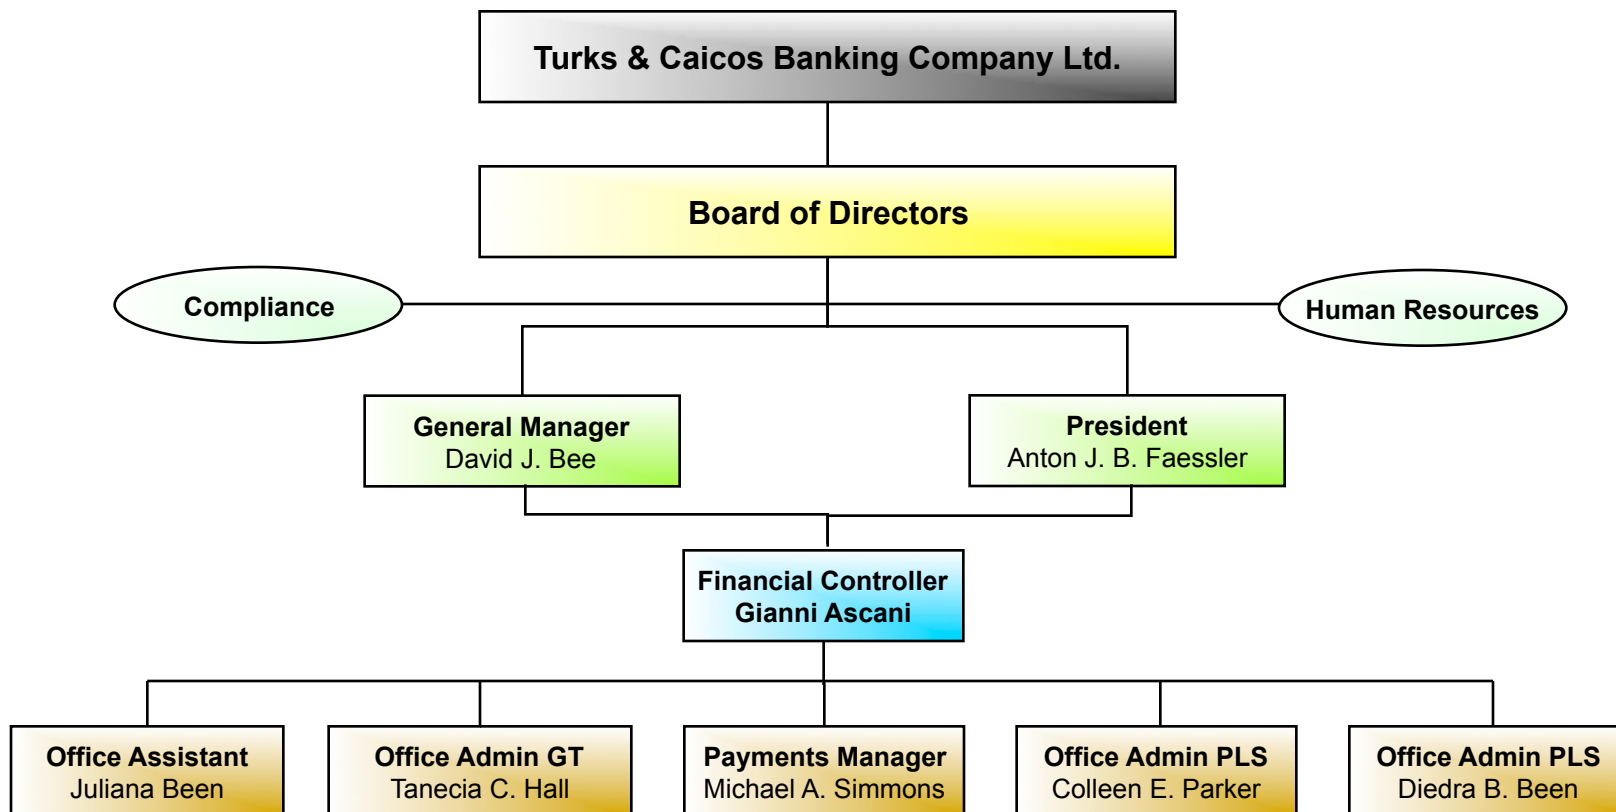 Turks & Caicos Banking Company Ltd.
Board of Directors
Compliance
Human Resources
General Manager
David J. Bee
President
Anton J. B. Faessler
Financial Controller
Gianni Ascani
Office Assistant
Juliana Been
Office Admin GT
Tanecia C. Hall
Payments Manager
Michael A. Simmons
Office Admin PLS
Colleen E. Parker
Office Admin PLS
Diedra B. Been